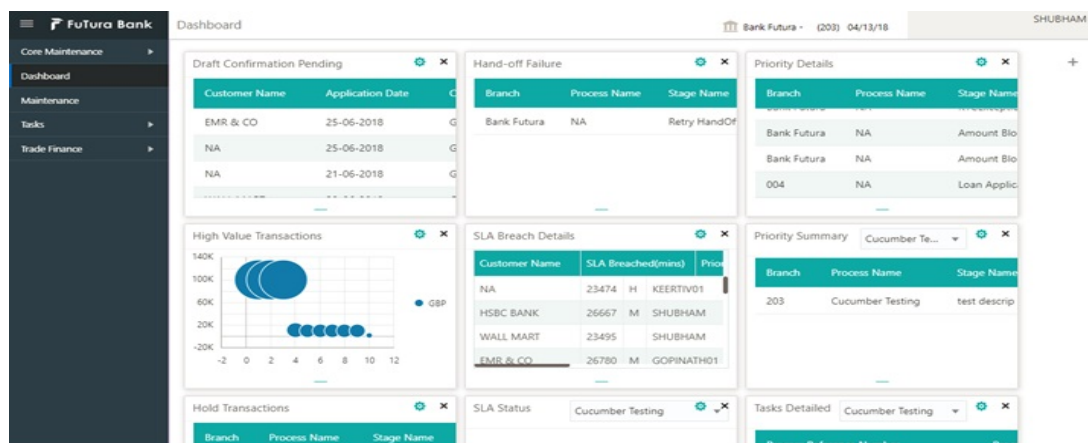 FuTura Bank
Dashboard
Bank Futura - (203) 04/13/18
SHUBHAM
Core Maintenance
Dashboard
Maintenance
Tasks
Trade Finance
Draft Confirmation Pending
Customer Name Application Date
EMR & CO 25-06-2018 G
NA 25-06-2018 G
NA 21-06-2018 G
Hand-off Failure
Branch Process Name Stage Name
Bank Futura NA Retry HandOf
Priority Details
Branch Process Name Stage Name
Bank Futura NA Amount Blo
Bank Futura NA Amount Blo
004 NA Loan Applic
High Value Transactions
140K
100K
60K
20K
-20K
-2 0 2 4 6 8 10 12
GBP
SLA Breach Details
Customer Name SLA Breached(mins) Prior
NA 23474 H KEERTIV01
HSBC BANK 26667 M SHUBHAM
WALL MART 23495 SHUBHAM
EMR & CO 26780 M GOPINATH01
Priority Summary Cucumber Te...
Branch Process Name Stage Name
203 Cucumber Testing test descrip
Hold Transactions
Branch Process Name Stage Name
SLA Status Cucumber Testing
Tasks Detailed Cucumber Testing